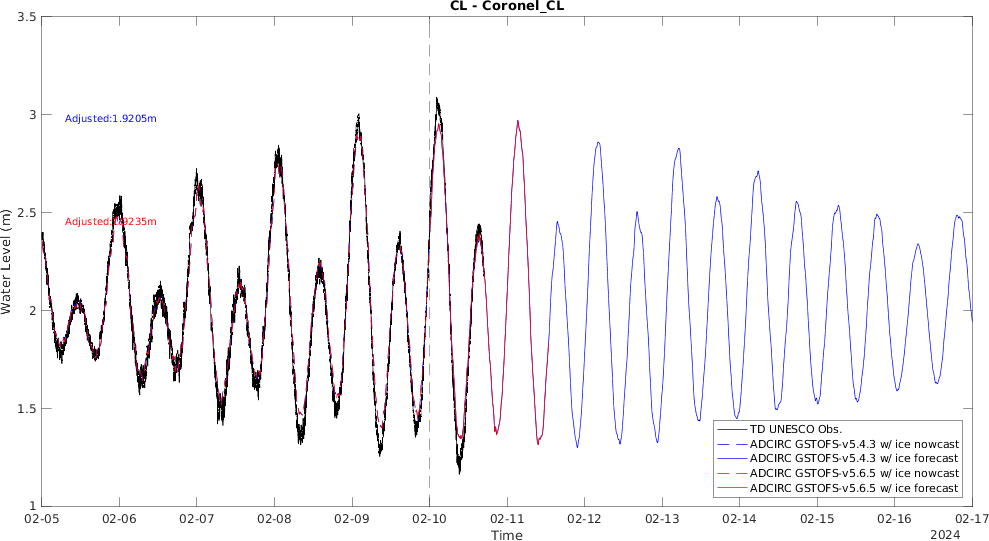 CL - Coronel_CL
3.5
3
2.5
2
1.5
1
Water Level (m)
Adjusted:1.9205m
Adjusted:1.9235m
TD UNESCO Obs.
ADCIRC GSTOFS-v5.4.3 w/ ice nowcast
ADCIRC GSTOFS-v5.4.3 w/ ice forecast
ADCIRC GSTOFS-v5.6.5 w/ ice nowcast
ADCIRC GSTOFS-v5.6.5 w/ ice forecast
02-05 02-06 02-07 02-08 02-09 02-10 02-11 02-12 02-13 02-14 02-15 02-16 02-17
Time
2024